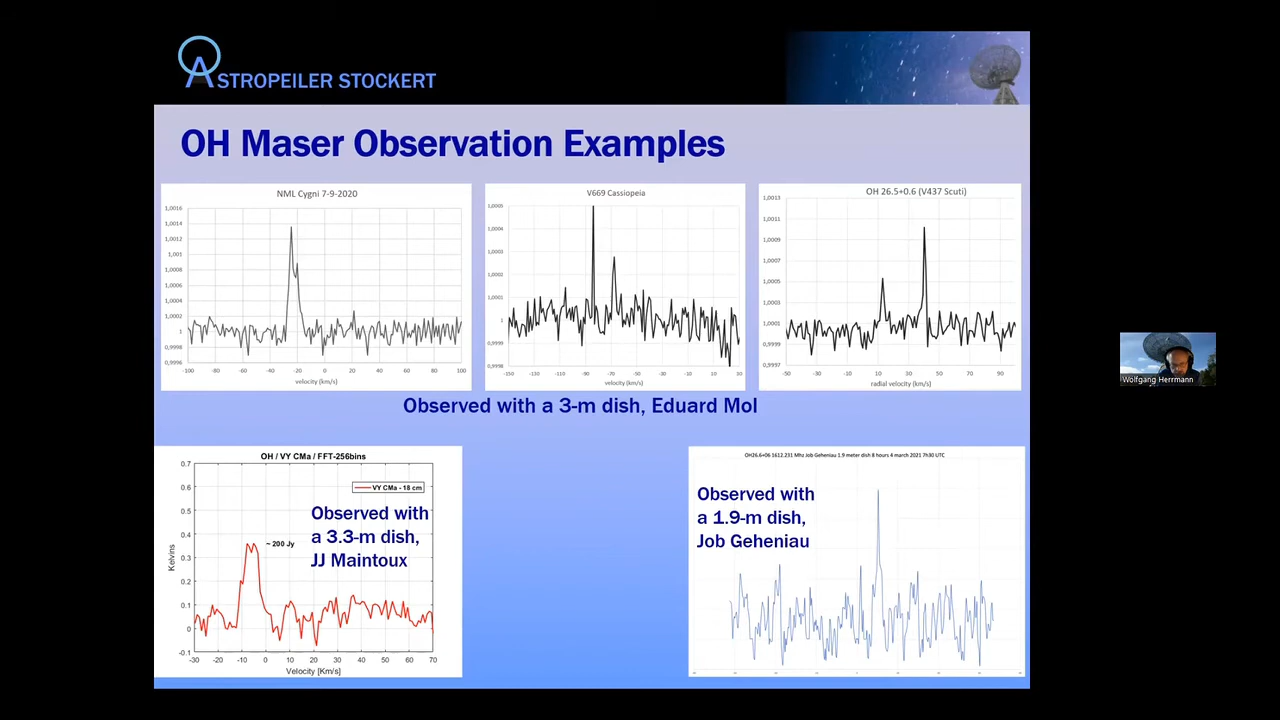 ASTROPEILER STOCKERT
OH Maser Observation Examples
NML Cygni 7-9-2020
1,0016
1,0014
1,0012
1,001
1,0008
1,0006
1,0004
1,0002
1
0,9998
0,9996
-100 -80 -60 -40 -20 0 20 40 60 80 100
velocity (km/s)
V669 Cassiopeia
1,0005
1,0004
1,0003
1,0002
1,0001
1
0,9999
0,9998
-150 -130 -110 -90 -70 -50 -30 -10 10 30
velocity (km/s)
OH 26.5+0.6 (V437 Scuti)
1,0013
1,0011
1,0009
1,0007
1,0005
1,0003
1,0001
0,9999
0,9997
-50 -30 -10 10 30 50 70 90
radial velocity (km/s)
Observed with a 3-m dish, Eduard Mol
OH / VY CMa / FFT-256bins
VY CMa - 18 cm
0.7
0.6
0.5
0.4
0.3
0.2
0.1
0
-0.1
Kelvins
~ 200 Jy
-30 -20 -10 0 10 20 30 40 50 60 70
Velocity [Km/s]
Observed with
a 3.3-m dish,
JJ Maintoux
OH26.6+06 1612.231 Mhz Job Geheniau 1.9 meter dish 8 hours 4 march 2021 7h30 UTC
Observed with
a 1.9-m dish,
Job Geheniau
Wolfgang Herrmann